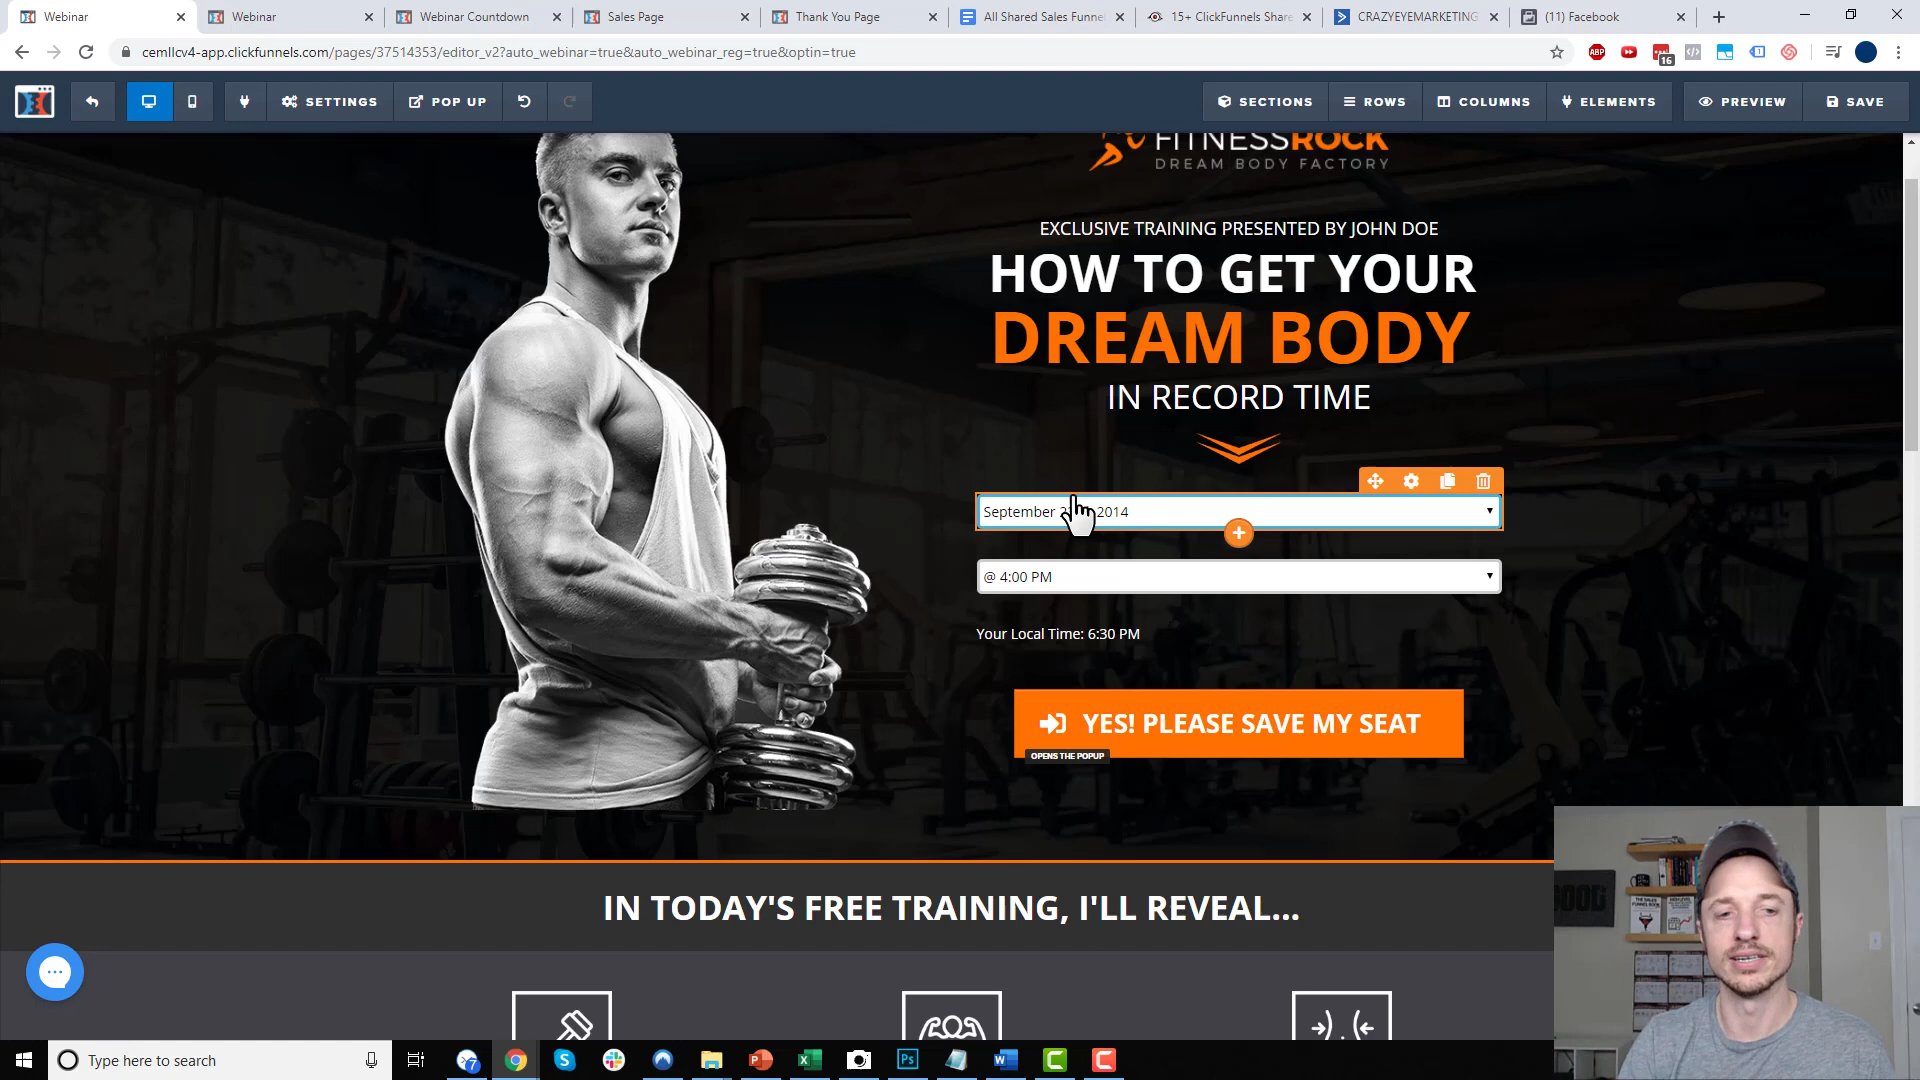 Webinar
Webinar
Webinar Countdown
Sales Page
Thank You Page
All Shared Sales Funne
15+ ClickFunnels Share
CRAZYEYEMARKETING
(11) Facebook
cemllcv4-app.clickfunnels.com/pages/37514353/editor_v2?auto_webinar=true&auto_webinar_reg=true&optin=true
ABP
16
SETTINGS
POP UP
SECTIONS
ROWS
COLUMNS
ELEMENTS
PREVIEW
SAVE
FITNESSROCK
DREAM BODY FACTORY
EXCLUSIVE TRAINING PRESENTED BY JOHN DOE
HOW TO GET YOUR
DREAM BODY
IN RECORD TIME
September 2014
@ 4:00 PM
Your Local Time: 6:30 PM
YES! PLEASE SAVE MY SEAT
OPENS THE POPUP
IN TODAY'S FREE TRAINING, I'LL REVEAL...
Type here to search
7